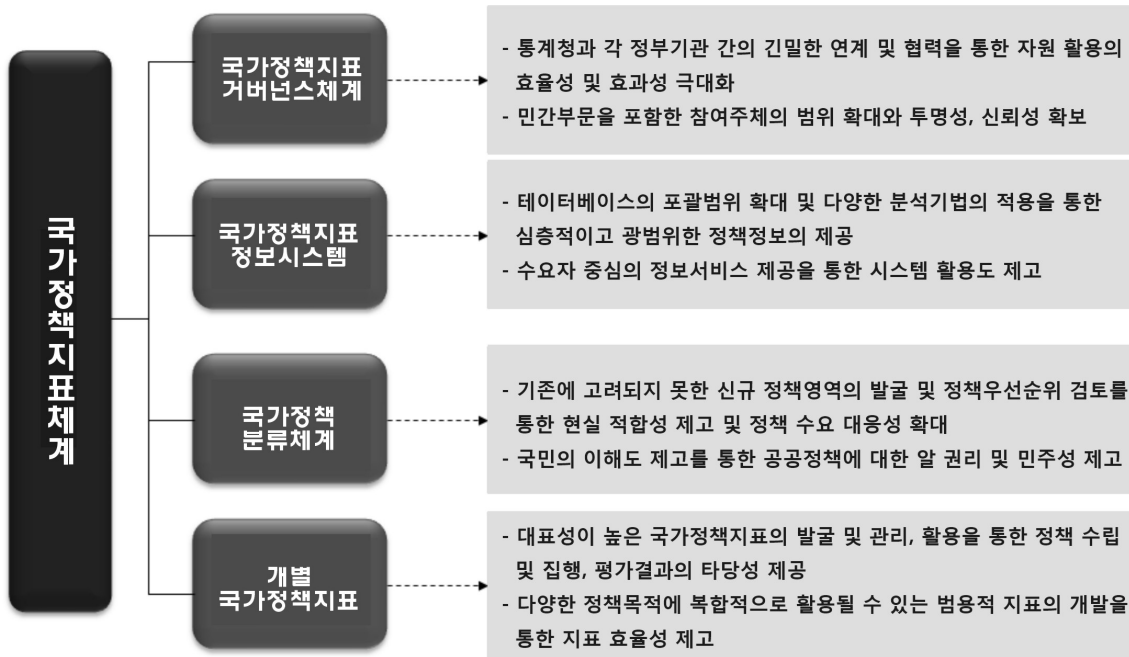 국가정책지표체계
국가정책지표
거버넌스체계
- 통계청과 각 정부기관 간의 긴밀한 연계 및 협력을 통한 자원 활용의
효율성 및 효과성 극대화
- 민간부문을 포함한 참여주체의 범위 확대와 투명성, 신뢰성 확보
국가정책지표
정보시스템
- 테이터베이스의 포괄범위 확대 및 다양한 분석기법의 적용을 통한
심층적이고 광범위한 정책정보의 제공
- 수요자 중심의 정보서비스 제공을 통한 시스템 활용도 제고
국가정책
분류체계
- 기존에 고려되지 못한 신규 정책영역의 발굴 및 정책우선순위 검토를
통한 현실 적합성 제고 및 정책 수요 대응성 확대
- 국민의 이해도 제고를 통한 공공정책에 대한 알 권리 및 민주성 제고
개별
국가정책지표
- 대표성이 높은 국가정책지표의 발굴 및 관리, 활용을 통한 정책 수립
및 집행, 평가결과의 타당성 제공
- 다양한 정책목적에 복합적으로 활용될 수 있는 범용적 지표의 개발을
통한 지표 효율성 제고